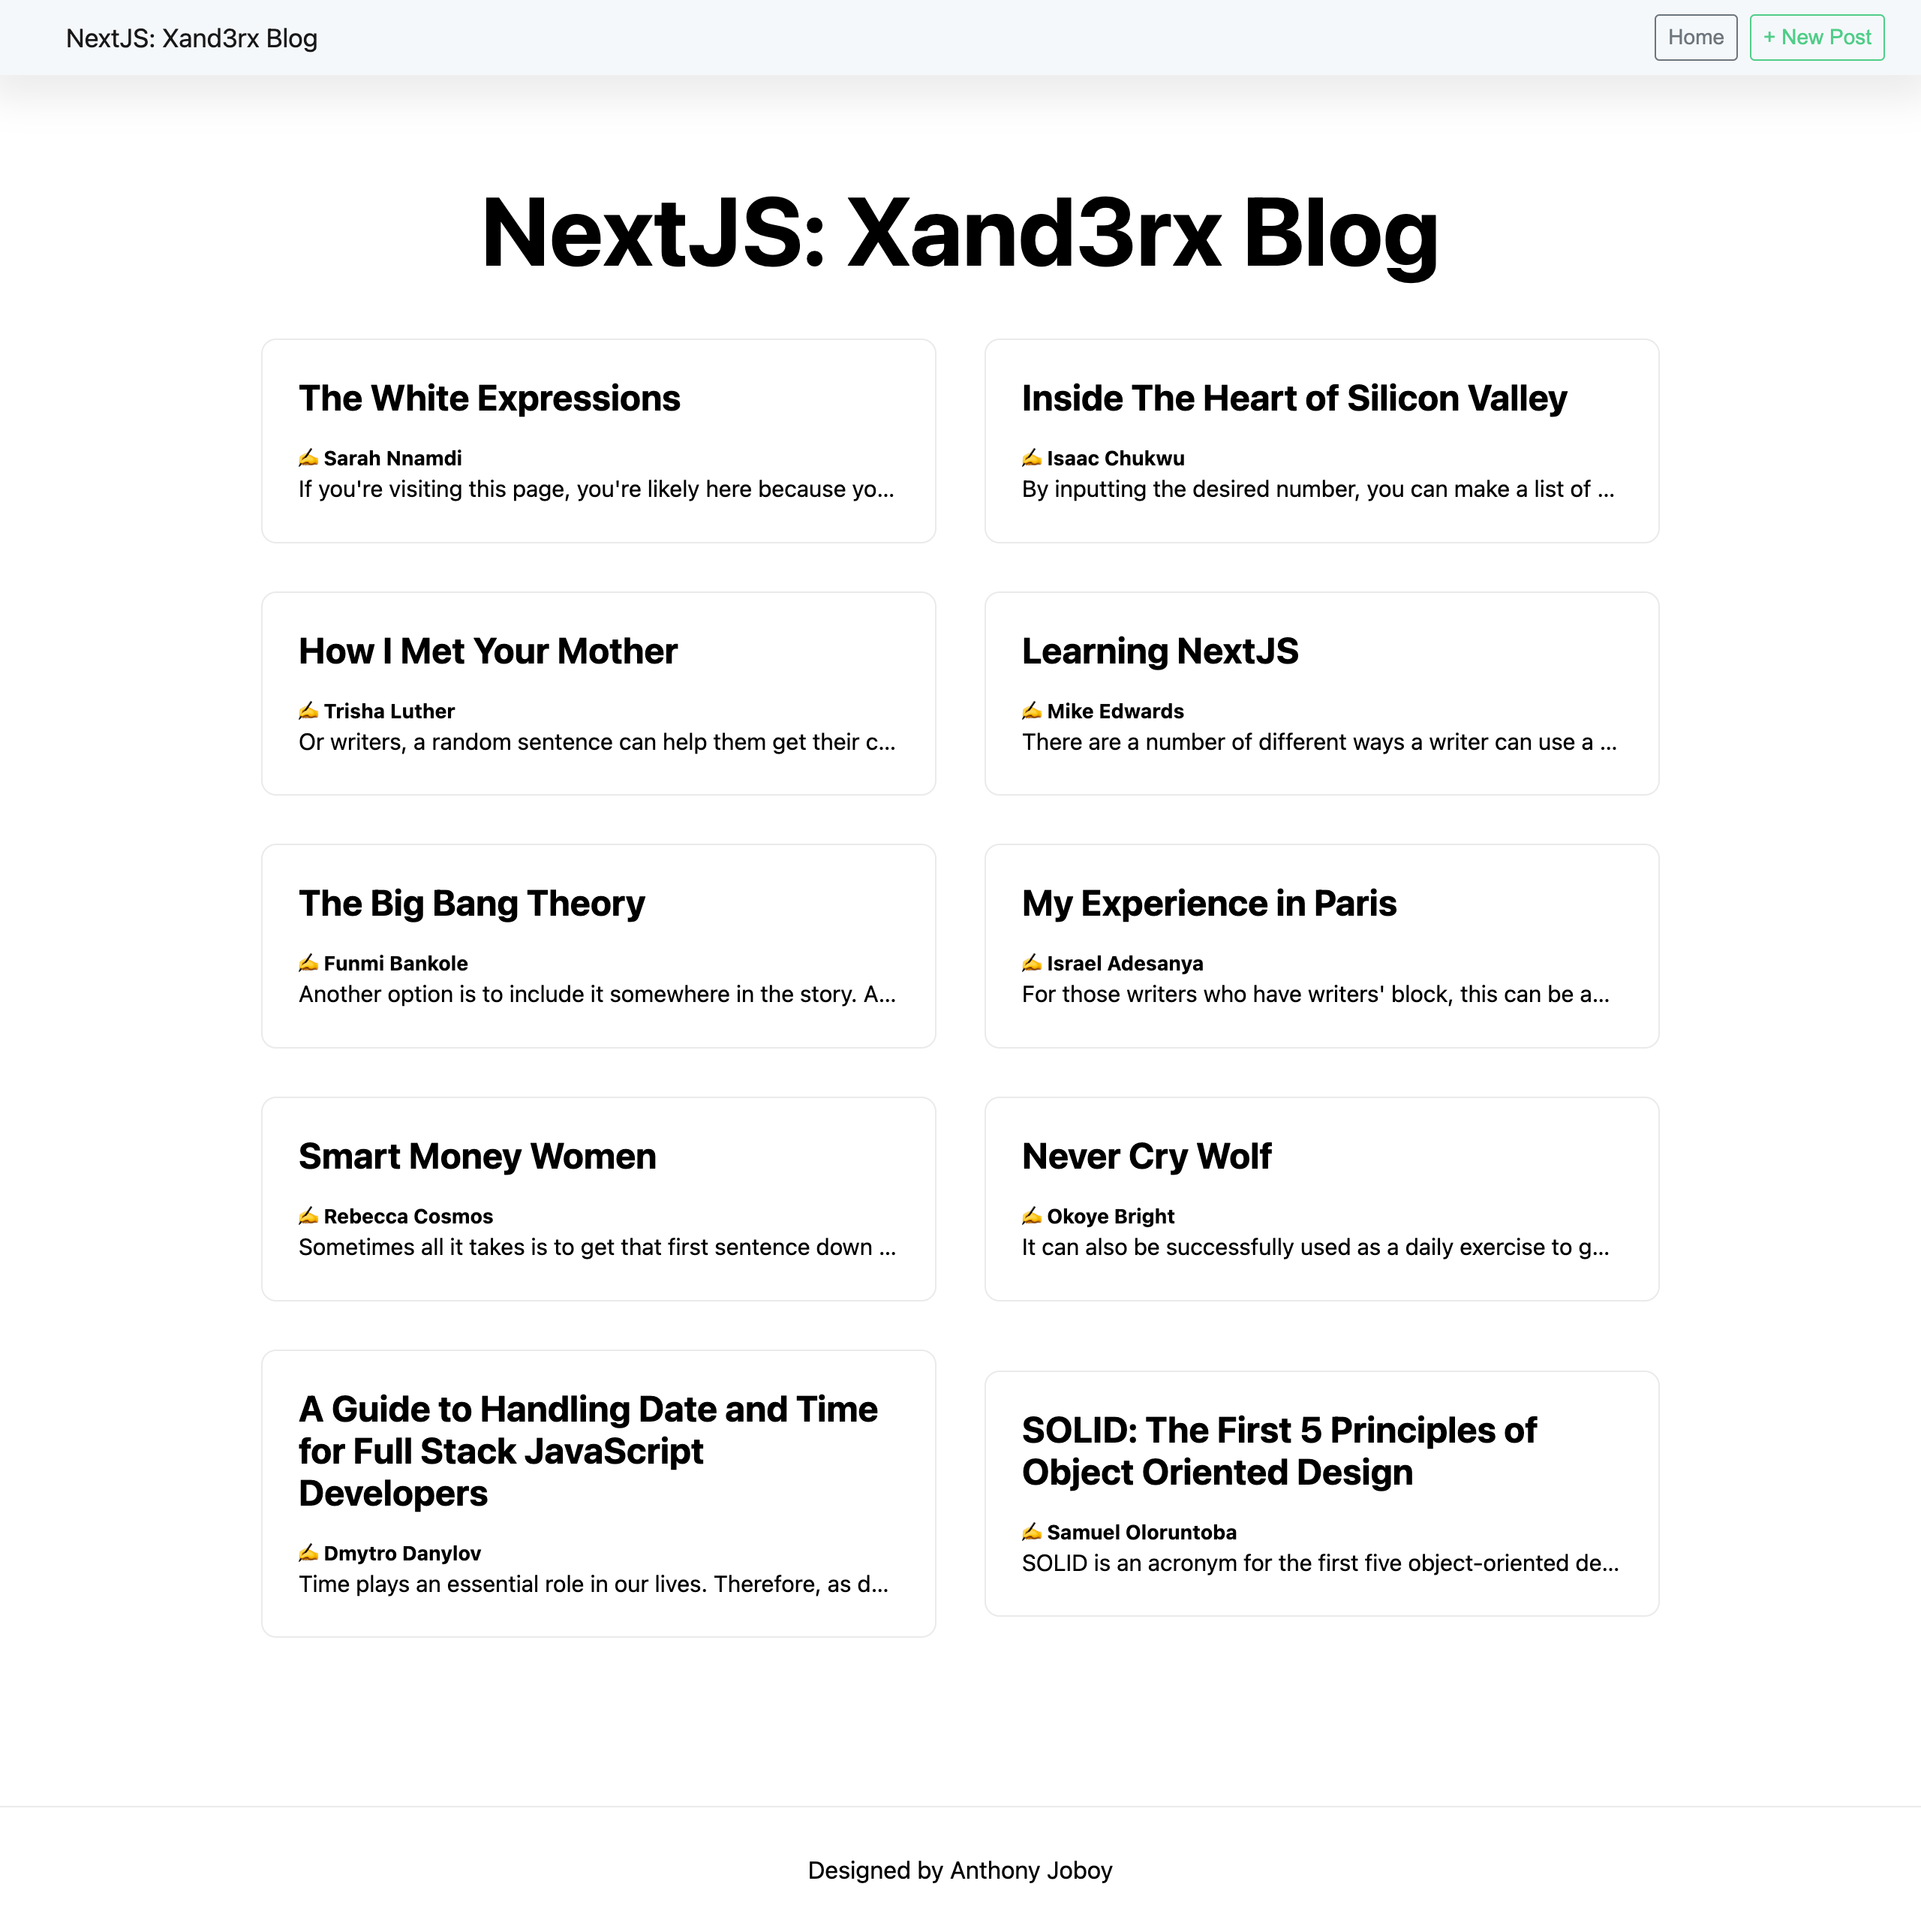 NextJS: Xand3rx Blog
Home
+ New Post
NextJS: Xand3rx Blog
The White Expressions
✍ Sarah Nnamdi
If you're visiting this page, you're likely here because yo...
Inside The Heart of Silicon Valley
✍ Isaac Chukwu
By inputting the desired number, you can make a list of ...
How I Met Your Mother
✍ Trisha Luther
Or writers, a random sentence can help them get their c...
Learning NextJS
✍ Mike Edwards
There are a number of different ways a writer can use a ...
The Big Bang Theory
✍ Funmi Bankole
Another option is to include it somewhere in the story. A...
My Experience in Paris
✍ Israel Adesanya
For those writers who have writers' block, this can be a...
Smart Money Women
✍ Rebecca Cosmos
Sometimes all it takes is to get that first sentence down ...
Never Cry Wolf
✍ Okoye Bright
It can also be successfully used as a daily exercise to g...
A Guide to Handling Date and Time
for Full Stack JavaScript
Developers
✍ Dmytro Danylov
Time plays an essential role in our lives. Therefore, as d...
SOLID: The First 5 Principles of
Object Oriented Design
✍ Samuel Oloruntoba
SOLID is an acronym for the first five object-oriented de...
Designed by Anthony Joboy